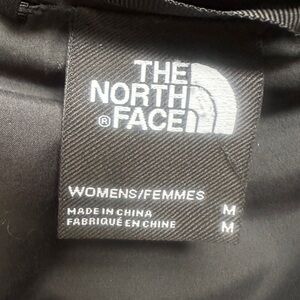 THE
NORTH
®FACE
WOMENS/FEMMES
MADE IN CHINA M
FABRIQUÉ EN CHINE M